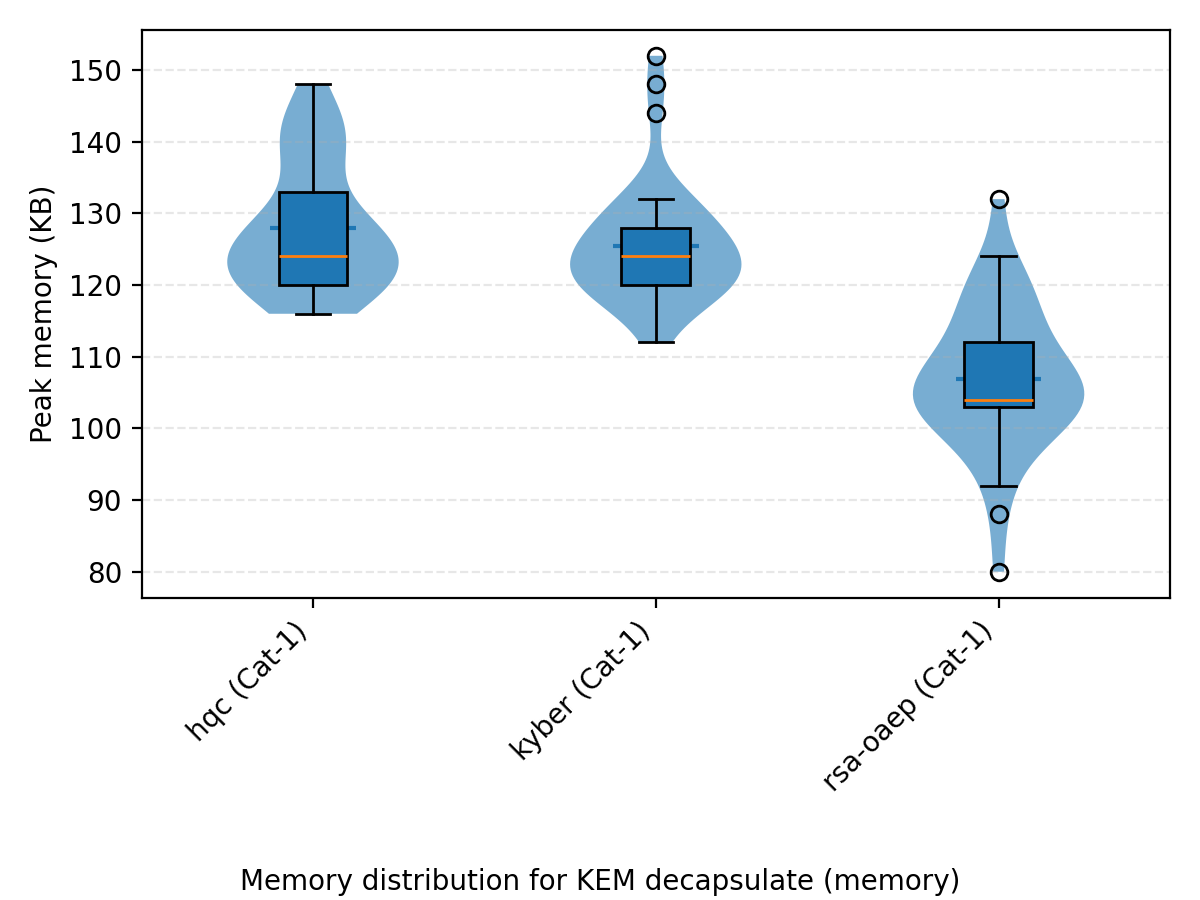 150
140
130
120
110
100
90
80
Peak memory (KB)
hqc (Cat-1)
kyber (Cat-1)
rsa-oaep (Cat-1)
Memory distribution for KEM decapsulate (memory)